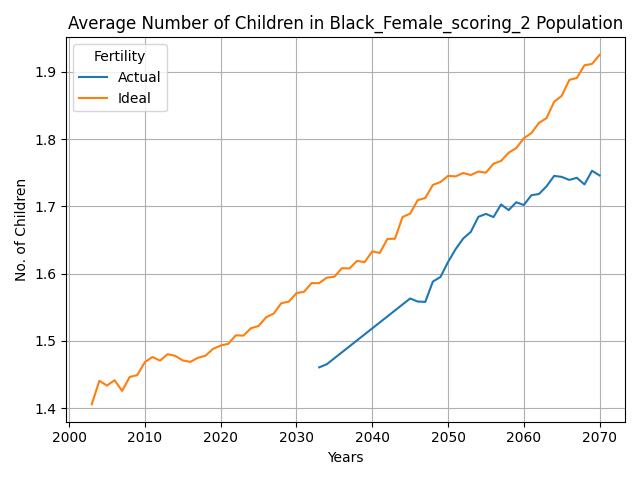 Average Number of Children in Black_Female_scoring_2 Population
Fertility
Actual
Ideal
No. of Children
1.9
1.8
1.7
1.6
1.5
1.4
2000 2010 2020 2030 2040 2050 2060 2070
Years